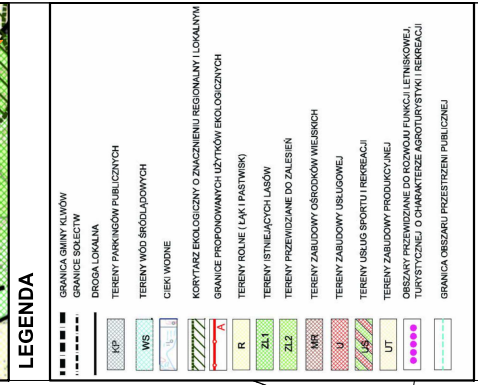 LEGENDA
GRANICA GMINY KLWÓW
GRANICE SOŁECTW
DROGA LOKALNA
KP TERENY PARKINGÓW PUBLICZNYCH
WS TERENY WÓD ŚRÓDLĄDOWYCH
CIEKI WODNE
KORYTARZ EKOLOGICZNY O ZNACZENIU REGIONALNY I LOKALNYM
A GRANICE PROPONOWANYCH UŻYTKÓW EKOLOGICZNYCH
R TERENY ROLNE ( ŁĄK I PASTWISK)
ZL1 TERENY ISTNIEJĄCYCH LASÓW
ZL2 TERENY PRZEWIDZIANE DO ZALESIEŃ
MR TERENY ZABUDOWY OŚRODKÓW WIEJSKICH
U TERENY ZABUDOWY USŁUGOWEJ
US TERENY USŁUG SPORTU I REKREACJI
UT TERENY ZABUDOWY PRODUKCYJNEJ
OBSZARY PRZEWIDZIANE DO ROZWOJU FUNKCJI LETNISKOWEJ,
TURYSTYCZNEJ O CHARAKTERZE AGROTURYSTYKI I REKREACJI
GRANICA OBSZARU PRZESTRZENI PUBLICZNEJ